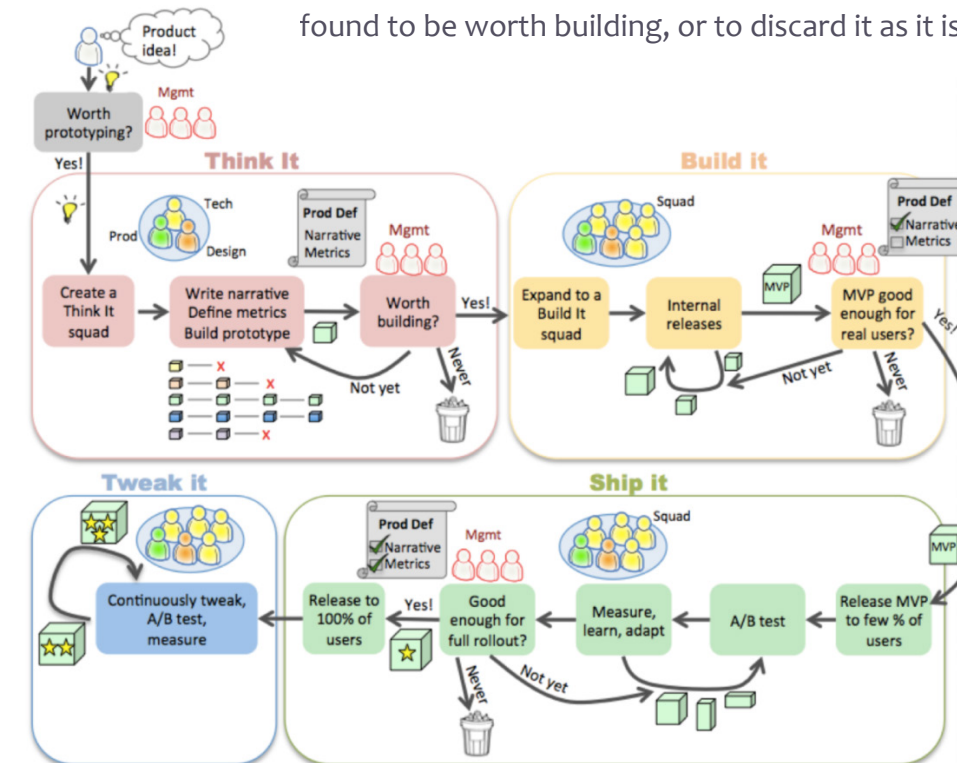 found to be worth building, or to discard it as it is
Product
idea!
Mgmt
Worth
prototyping?
Yes!
Think It
Build it
Tech
Prod
Design
Prod Def
Narrative
Metrics
Mgmt
Create a
Think It
squad
Write narrative
Define metrics
Build prototype
Worth
building?
Yes!
Not yet
Never
X
X
X
Squad
Mgmt
Prod Def
Narrative
Metrics
Expand to a
Build It
squad
Internal
releases
MVP
MVP good
enough for
real users?
Yes!
Not yet
Never
Tweak it
Ship it
Continuously tweak,
A/B test,
measure
Prod Def
Narrative
Metrics
Mgmt
Squad
MVP
Release to
100% of
users
Yes!
Good
enough for
full rollout?
Measure,
learn, adapt
A/B test
Release MVP
to few % of
users
Never
Not yet